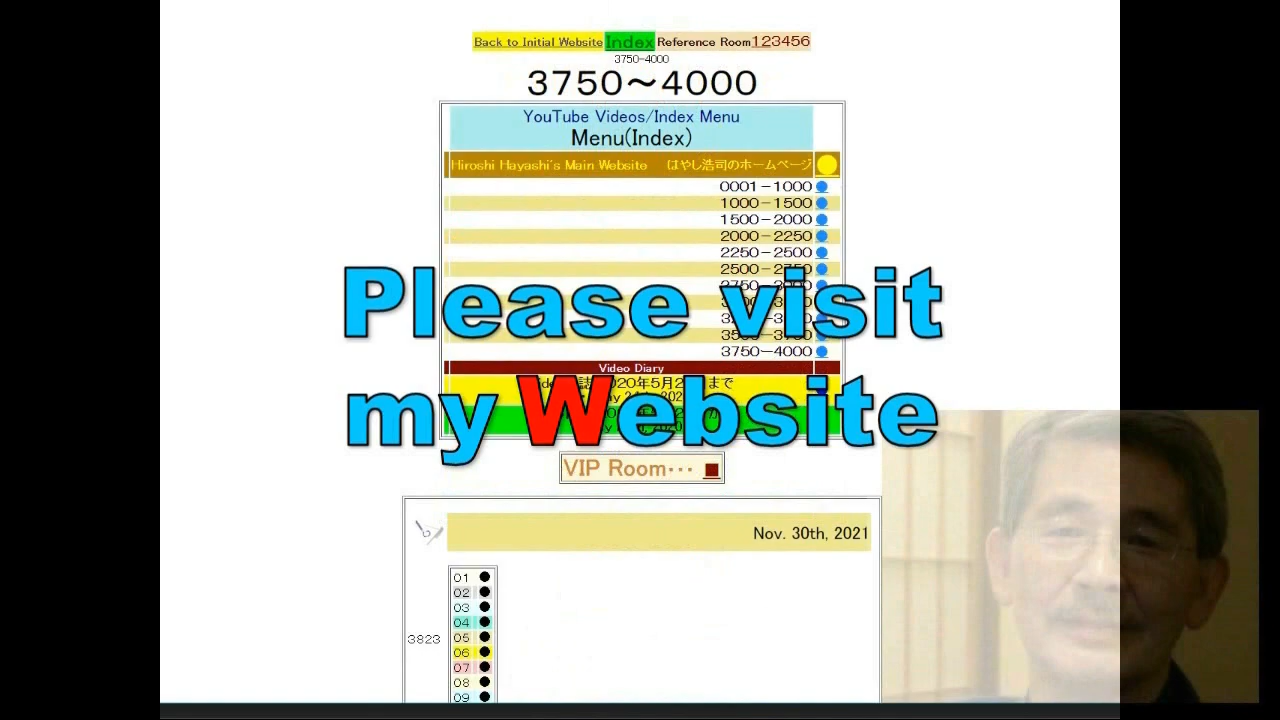 Back to Initial Website Index Reference Room123456
3750-4000
3750～4000
YouTube Videos/Index Menu
Menu(Index)
Hiroshi Hayashi's Main Website はやし浩司のホームページ
0001－1000
1000－1500
1500－2000
2000－2250
2250－2500
2500－2750
3750－4000
Please visit
my Website
Video Diary
VIP Room･･･
Nov. 30th, 2021
3823
01
02
03
04
05
06
07
08
09